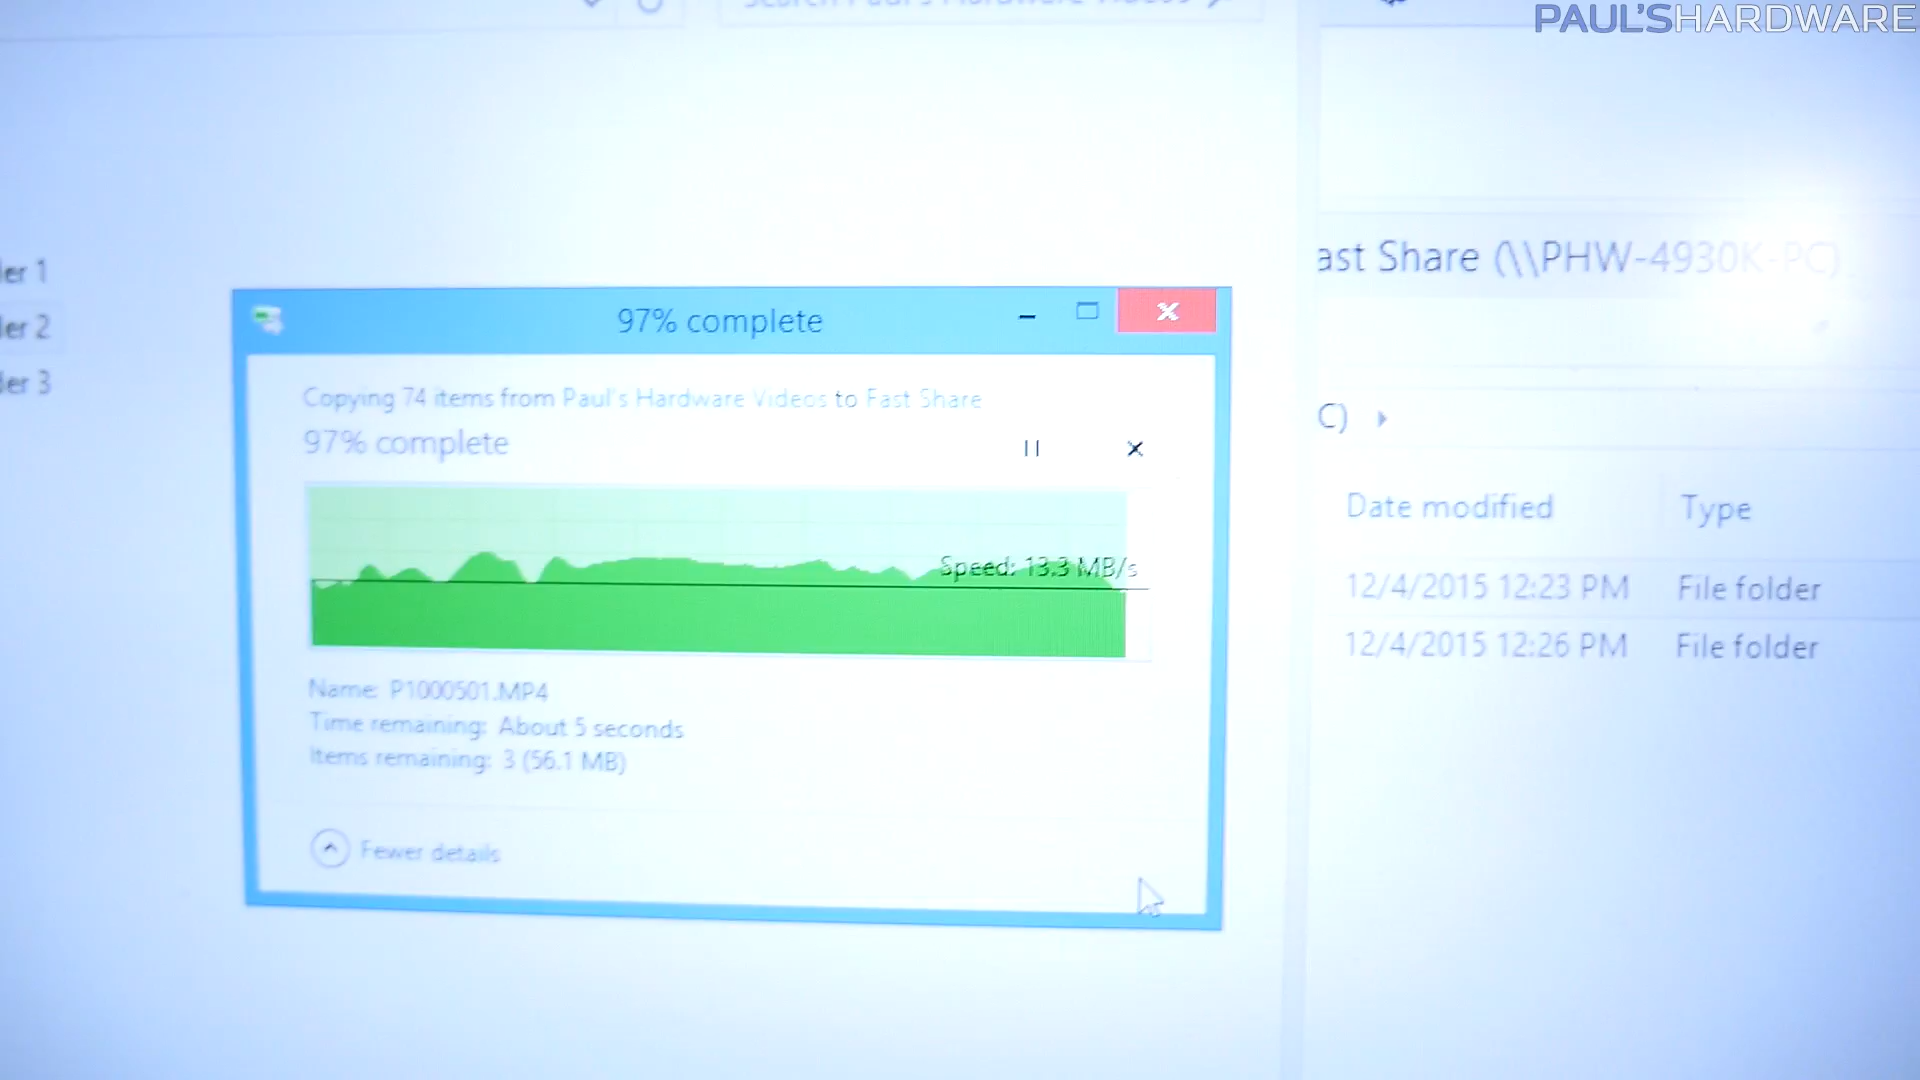 PAUL'SHARDWARE
ast Share (\\PHW-4930K-PC)
er 1
er 2
er 3
97% complete
Copying 74 items from Paul's Hardware Videos to Fast Share
97% complete
Speed: 13.3 MB/s
Name: P1000501.MP4
Time remaining: About 5 seconds
Items remaining: 3 (56.1 MB)
Fewer details
C)
Date modified Type
12/4/2015 12:23 PM File folder
12/4/2015 12:26 PM File folder